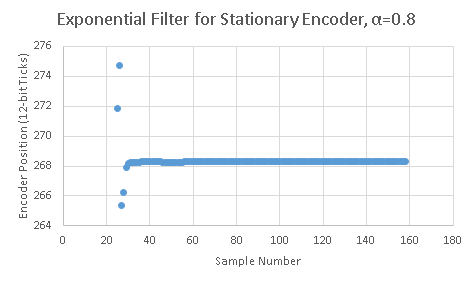 Exponential Filter for Stationary Encoder, α=0.8
Encoder Position (12-bit Ticks)
276
274
272
270
268
266
264
0 20 40 60 80 100 120 140 160 180
Sample Number